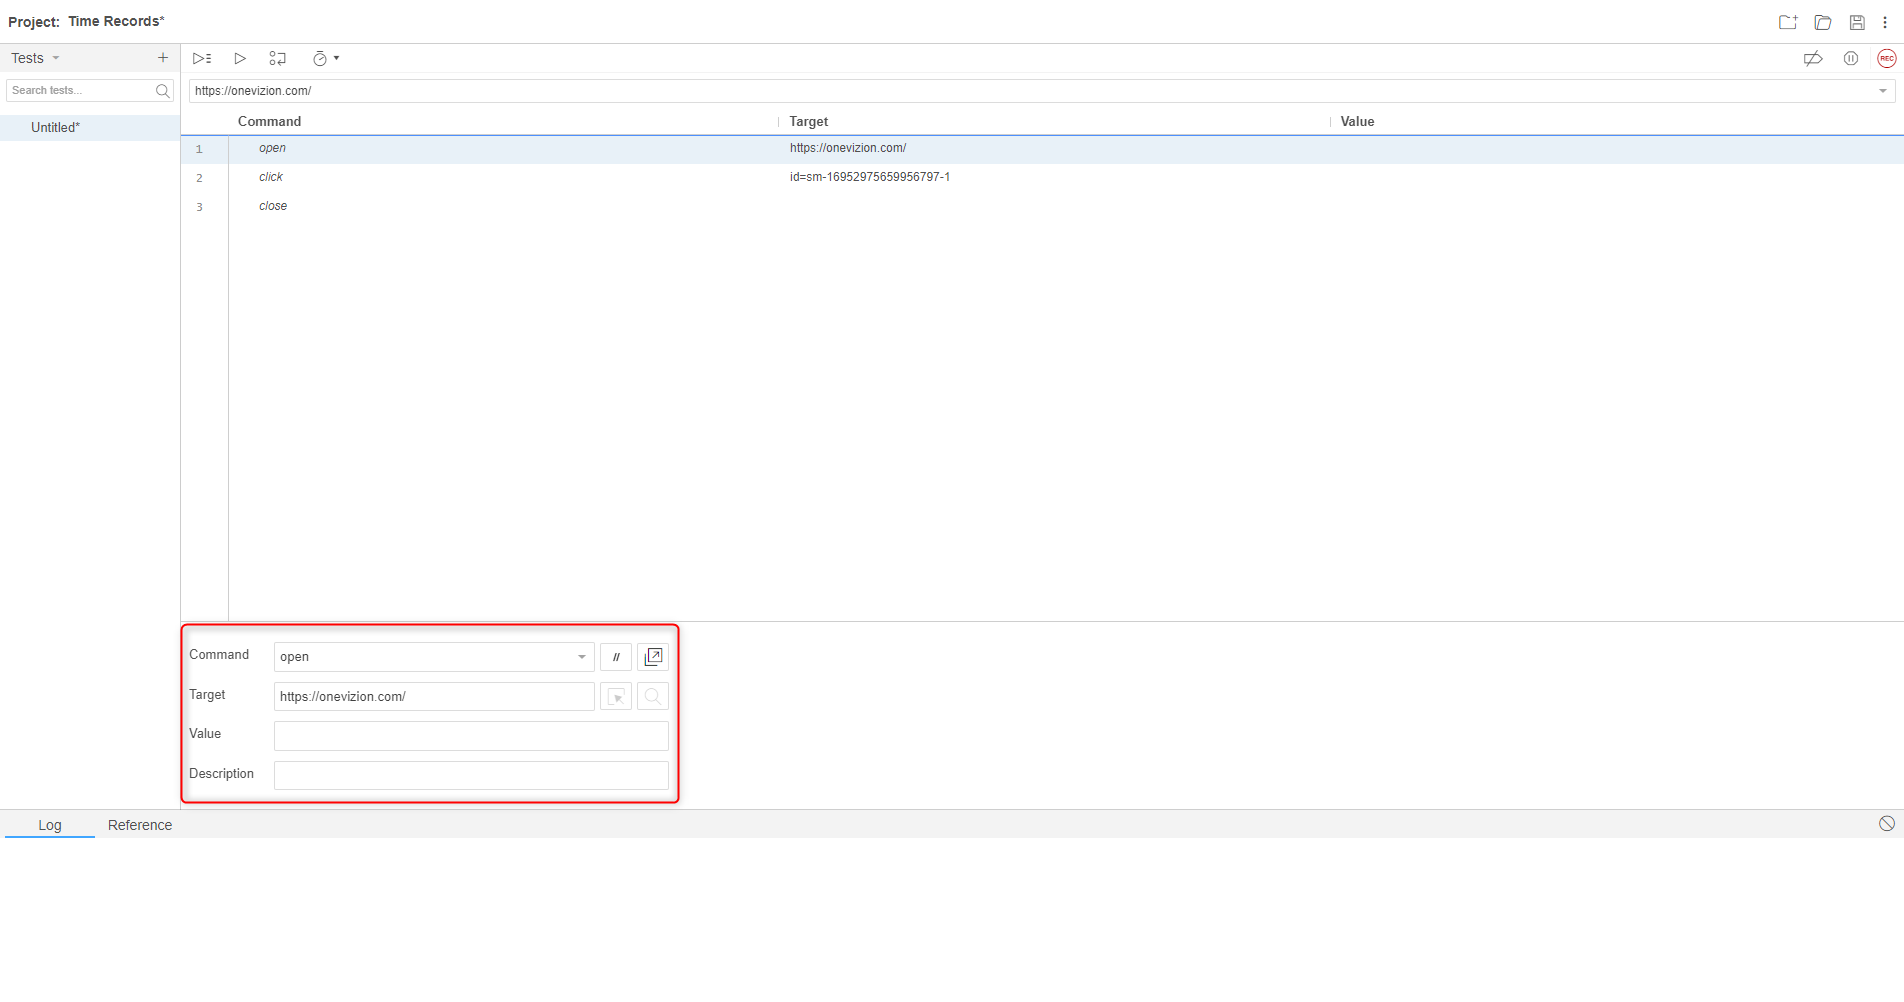 Project: Time Records*
Tests +
Search tests...
Untitled*
https://onevizion.com/
REC
Command Target Value
1 open https://onevizion.com/
2 click id=sm-16952975659956797-1
3 close
Command open //
Target https://onevizion.com/
Value
Description
Log Reference